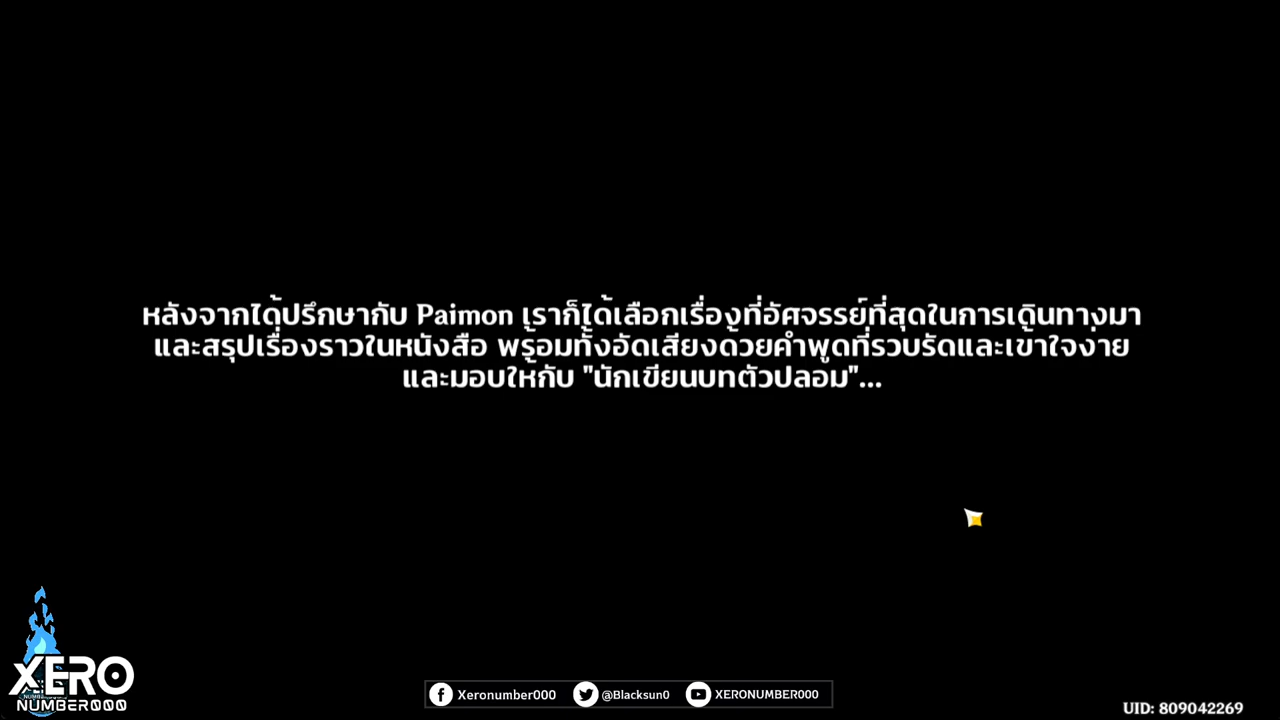 หลังจากได้ปรึกษากับ Paimon เราก็ได้เลือกเรื่องที่อัศจรรย์ที่สุดในการเดินทางมา
และสรุปเรื่องราวในหนังสือ พร้อมทั้งอัดเสียงด้วยคำพูดที่รวบรัดและเข้าใจง่าย
และมอบให้กับ "นักเขียนบทตัวปลอม"...
XERO
NUMBER000
Xeronumber000 @Blacksun0 XERONUMBER000
UID: 809042269